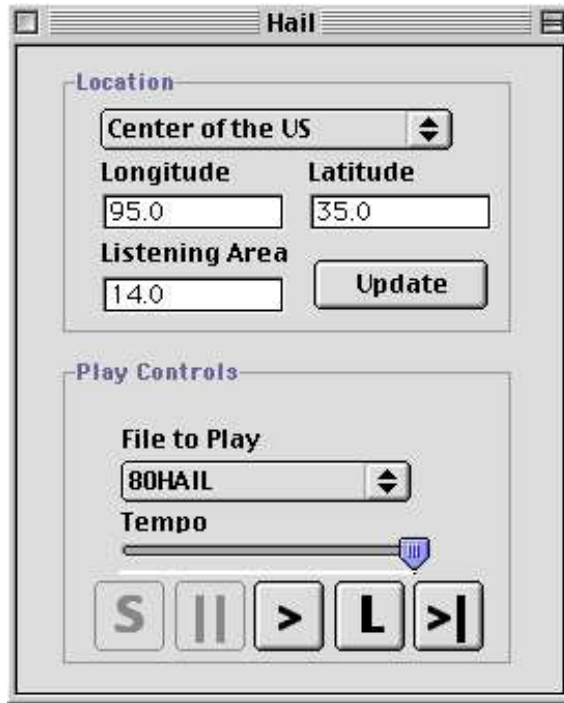 Hail
Location
Center of the US
Longitude Latitude
95.0 35.0
Listening Area
14.0 Update
Play Controls
File to Play
80HAIL
Tempo
S || > L >|